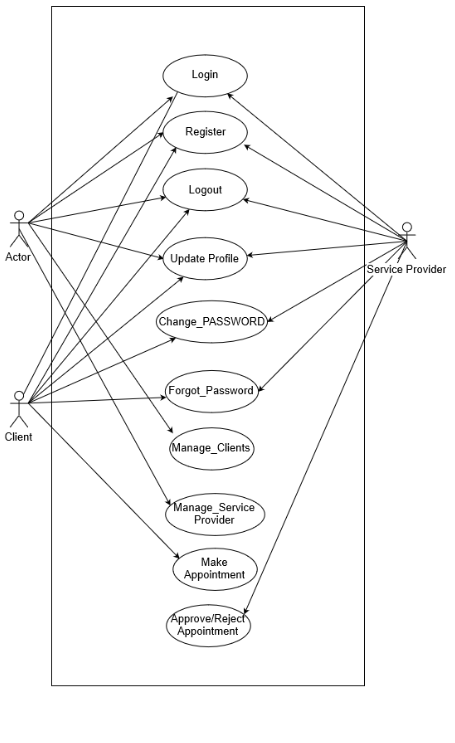 Login
Register
Logout
Actor
Update Profile
Service Provider
Change_PASSWORD
Forgot_Password
Client
Manage_Clients
Manage_Service
Provider
Make
Appointment
Approve/Reject
Appointment